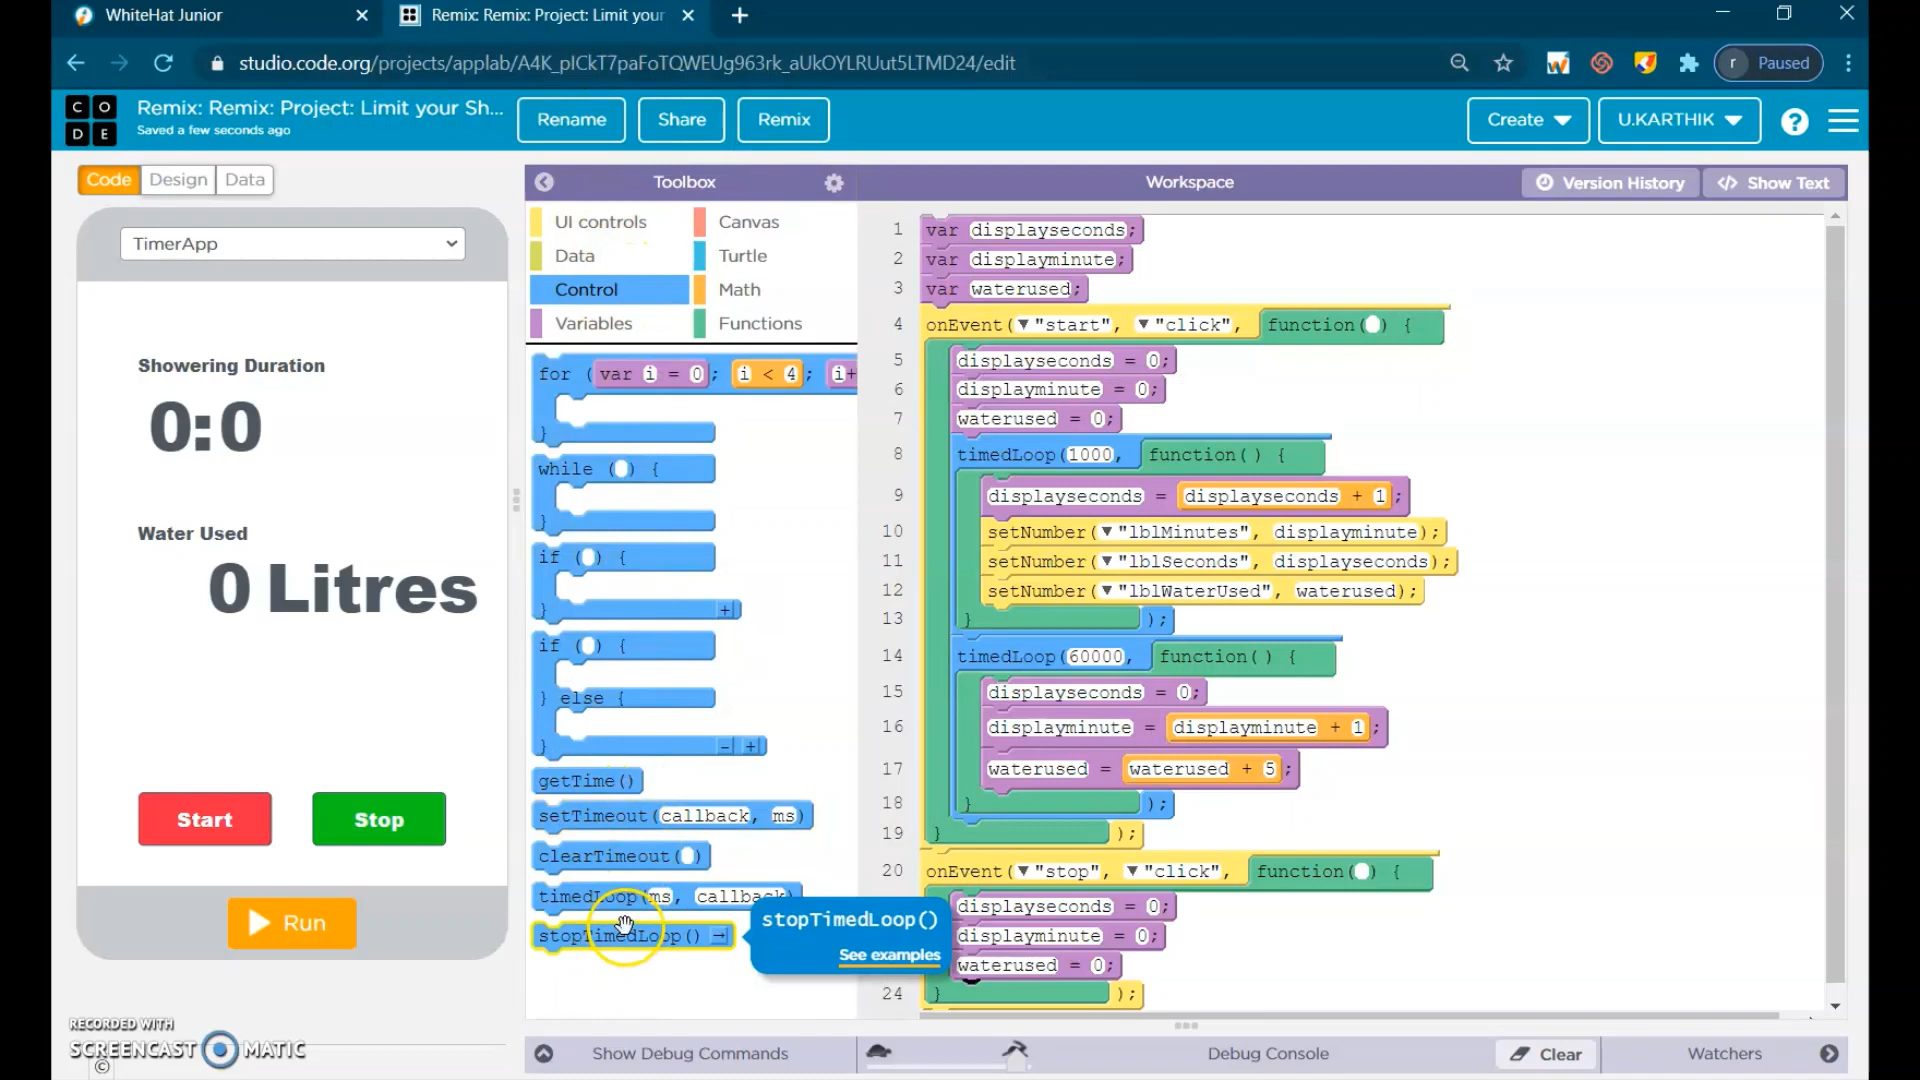 WhiteHat Junior
Remix: Remix: Project: Limit your
studio.code.org/projects/applab/A4K_pICkT7paFoTQWEUg963rk_aUkOYLRUut5LTMD24/edit
r Paused
C O
D E
Remix: Remix: Project: Limit your Sh...
Saved a few seconds ago
Rename
Share
Remix
Create
U.KARTHIK
?
Code
Design
Data
Toolbox
Workspace
Version History
Show Text
TimerApp
Showering Duration
0:0
Water Used
0 Litres
Start
Stop
Run
UI controls
Canvas
Data
Turtle
Control
Math
Variables
Functions
for (var i = 0; i < 4; i+
}
while () {
}
if () {
} +
if () {
} else {
} - +
getTime()
setTimeout(callback, ms)
clearTimeout()
timedLoop(ms, callback)
stopTimedLoop() →
stopTimedLoop()
See examples
1 var displayseconds;
2 var displayminute;
3 var waterused;
4 onEvent(▼"start", ▼"click", function() {
5 displayseconds = 0;
6 displayminute = 0;
7 waterused = 0;
8 timedLoop(1000, function() {
9 displayseconds = displayseconds + 1;
10 setNumber(▼"lblMinutes", displayminute);
11 setNumber(▼"lblSeconds", displayseconds);
12 setNumber(▼"lblWaterUsed", waterused);
13 } );
14 timedLoop(60000, function() {
15 displayseconds = 0;
16 displayminute = displayminute + 1;
17 waterused = waterused + 5;
18 } );
19 } );
20 onEvent(▼"stop", ▼"click", function() {
displayseconds = 0;
displayminute = 0;
waterused = 0;
24 } );
Show Debug Commands
Debug Console
Clear
Watchers
RECORDED WITH
SCREENCAST MATIC
©